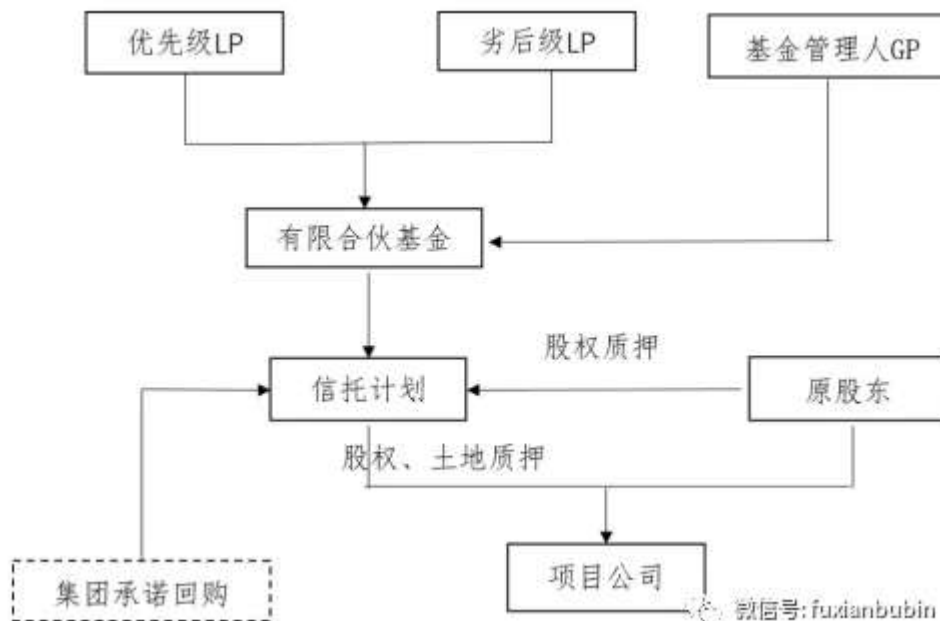 优先级LP
劣后级LP
基金管理人GP
有限合伙基金
股权质押
信托计划
原股东
股权、土地质押
集团承诺回购
项目公司
微信号: fuxianbubin